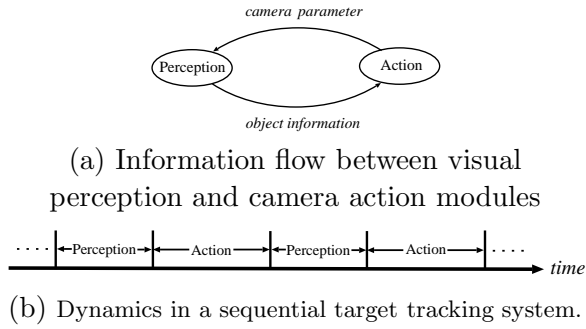 camera parameter
Perception
Action
object information
(a) Information flow between visual
perception and camera action modules
. . . . Perception Action Perception Action . . . .
time
(b) Dynamics in a sequential target tracking system.